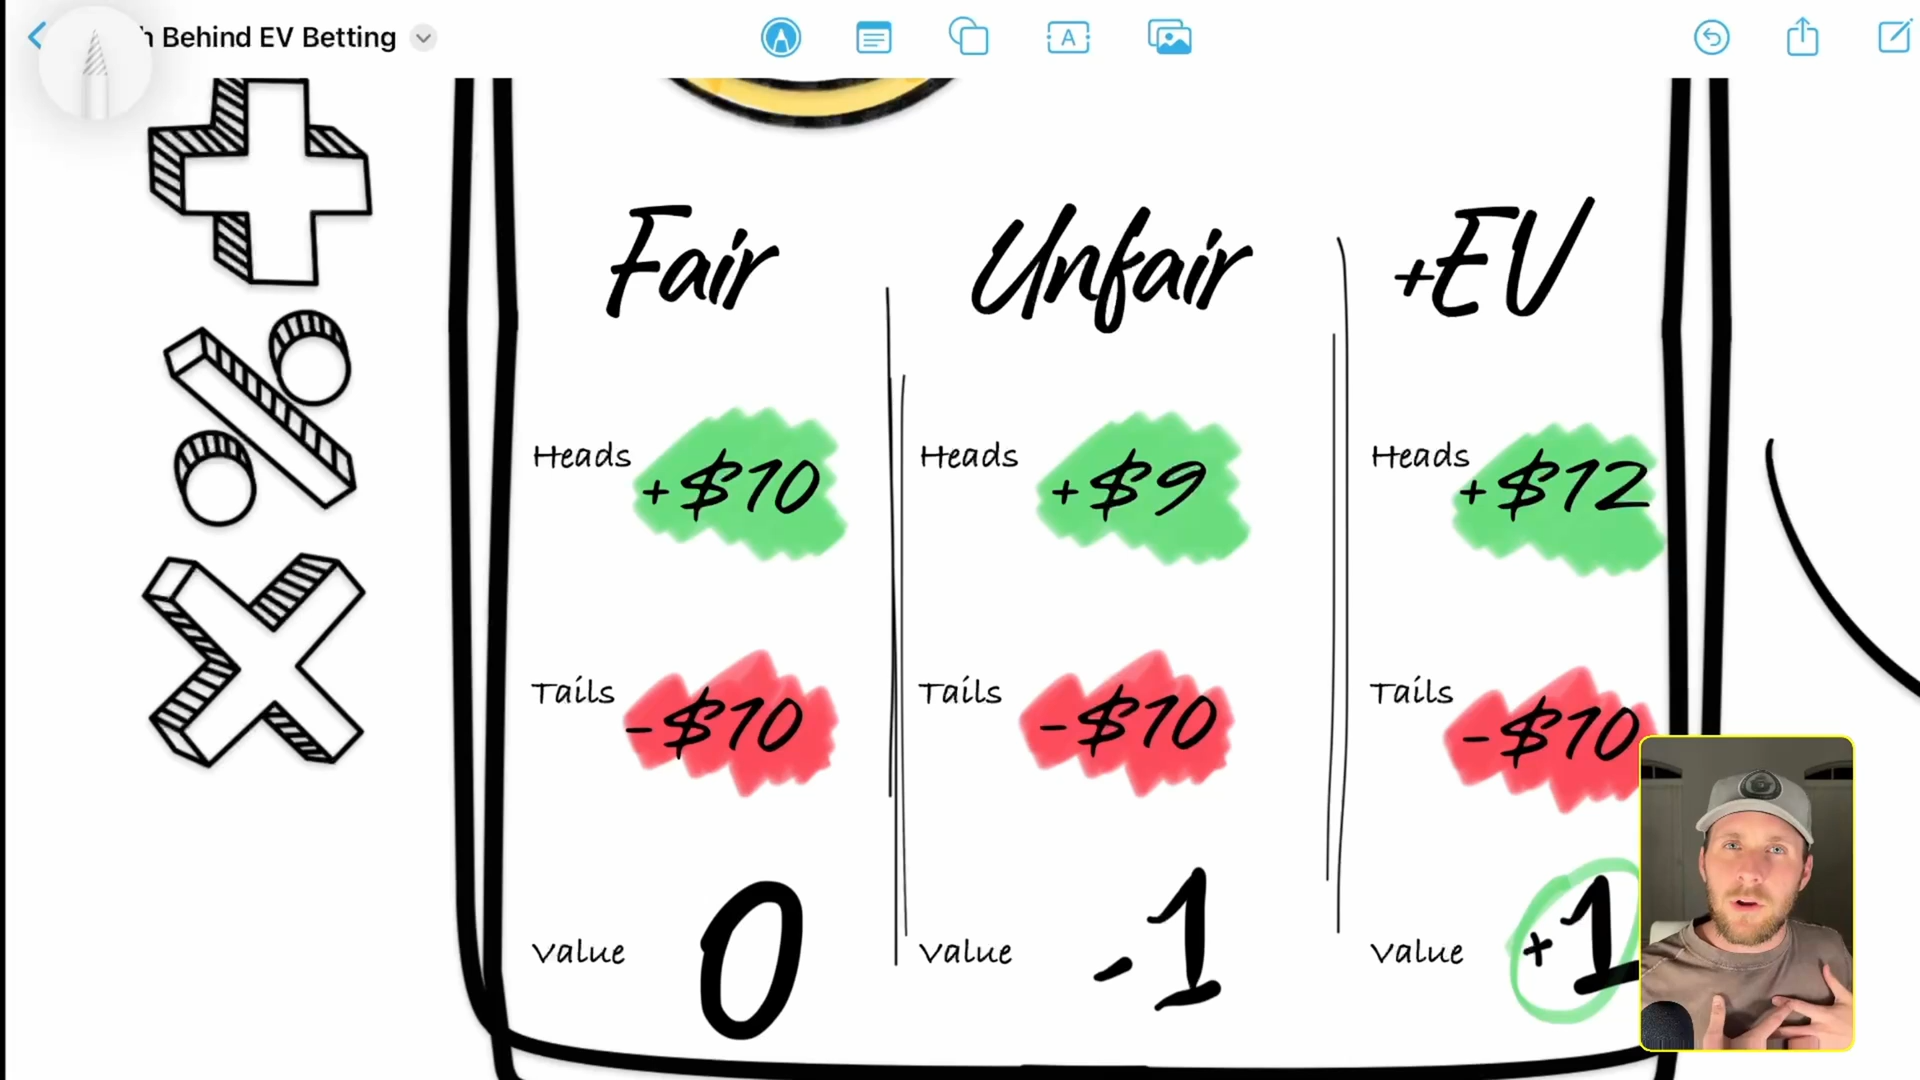 Behind EV Betting
A
Fair
Unfair
+EV
Heads
+$10
Heads
+$9
Heads
+$12
Tails
-$10
Tails
-$10
Tails
-$10
Value
0
Value
-1
Value
+1